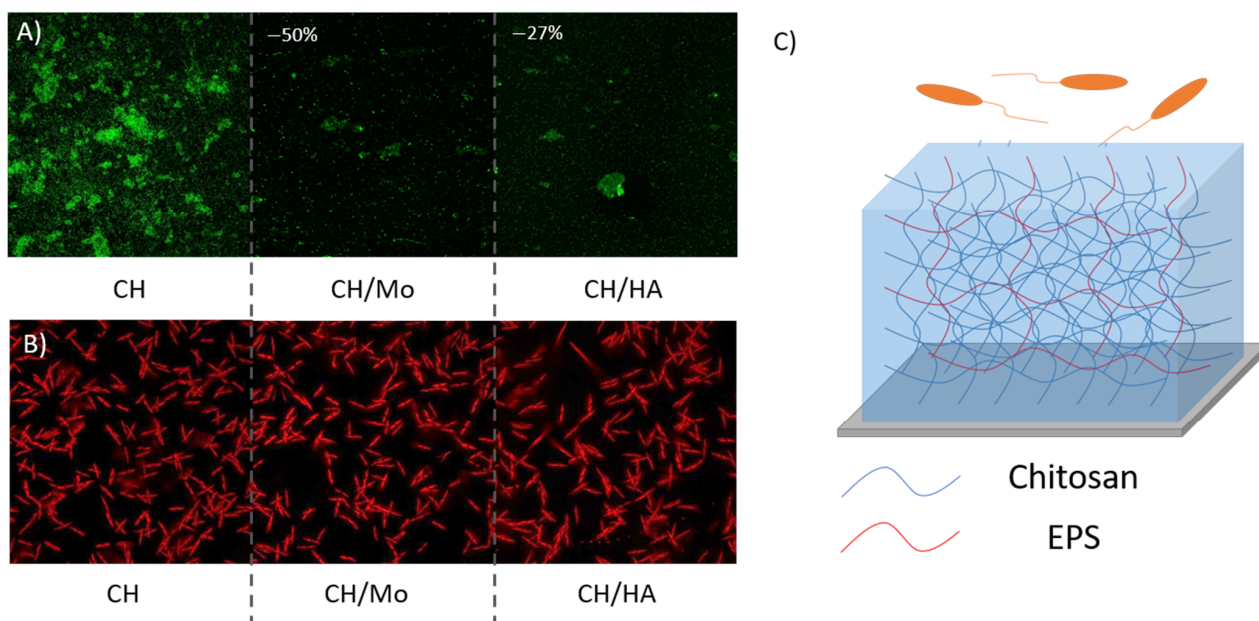 A)
−50%
−27%
CH
CH/Mo
CH/HA
B)
CH
CH/Mo
CH/HA
C)
Chitosan
EPS